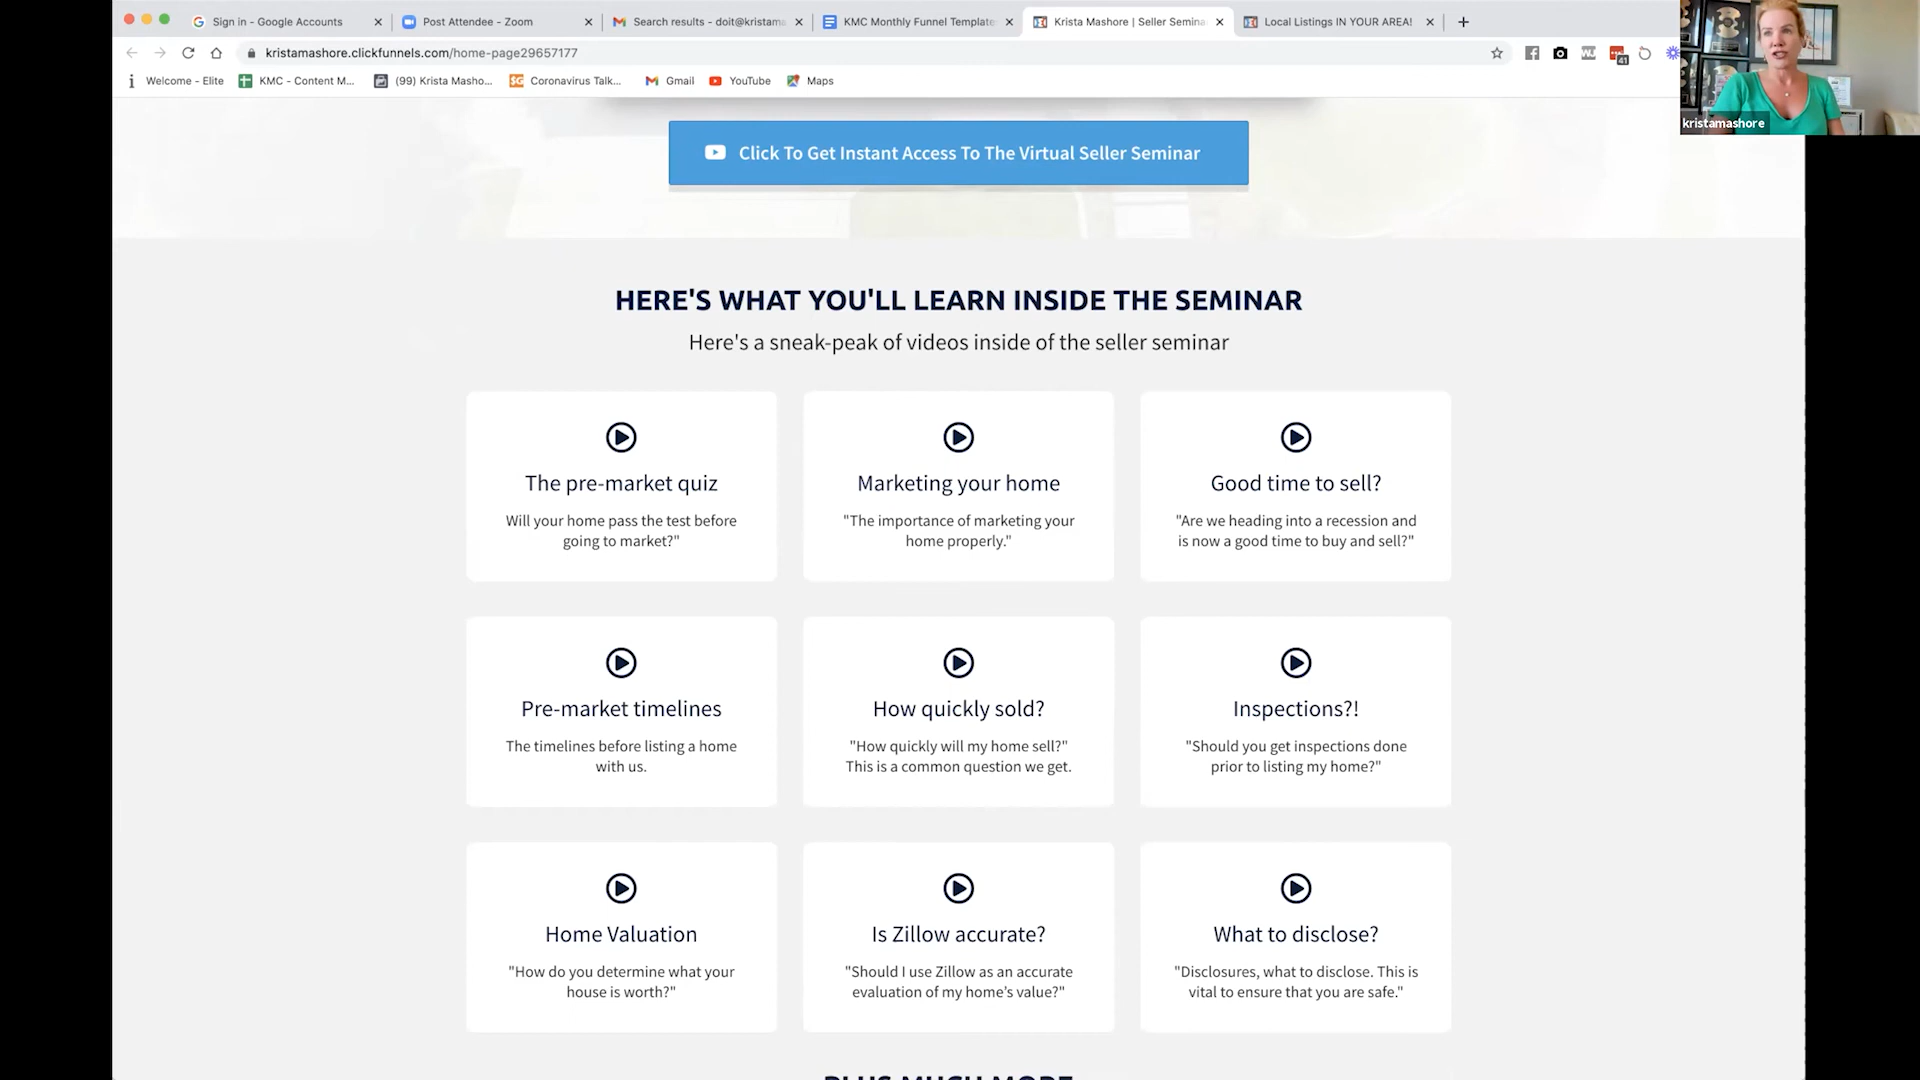 Sign in - Google Accounts
Post Attendee - Zoom
Search results - doit@kristama
KMC Monthly Funnel Template
Krista Mashore | Seller Semina
Local Listings IN YOUR AREA!
kristamashore.clickfunnels.com/home-page29657177
41
Welcome - Elite
KMC - Content M...
(99) Krista Masho...
Coronavirus Talk...
Gmail
YouTube
Maps
kristamashore
Click To Get Instant Access To The Virtual Seller Seminar
HERE'S WHAT YOU'LL LEARN INSIDE THE SEMINAR
Here's a sneak-peak of videos inside of the seller seminar
The pre-market quiz
Will your home pass the test before
going to market?"
Marketing your home
"The importance of marketing your
home properly."
Good time to sell?
"Are we heading into a recession and
is now a good time to buy and sell?"
Pre-market timelines
The timelines before listing a home
with us.
How quickly sold?
"How quickly will my home sell?"
This is a common question we get.
Inspections?!
"Should you get inspections done
prior to listing my home?"
Home Valuation
"How do you determine what your
house is worth?"
Is Zillow accurate?
"Should I use Zillow as an accurate
evaluation of my home’s value?"
What to disclose?
"Disclosures, what to disclose. This is
vital to ensure that you are safe."
PLUS MUCH MORE